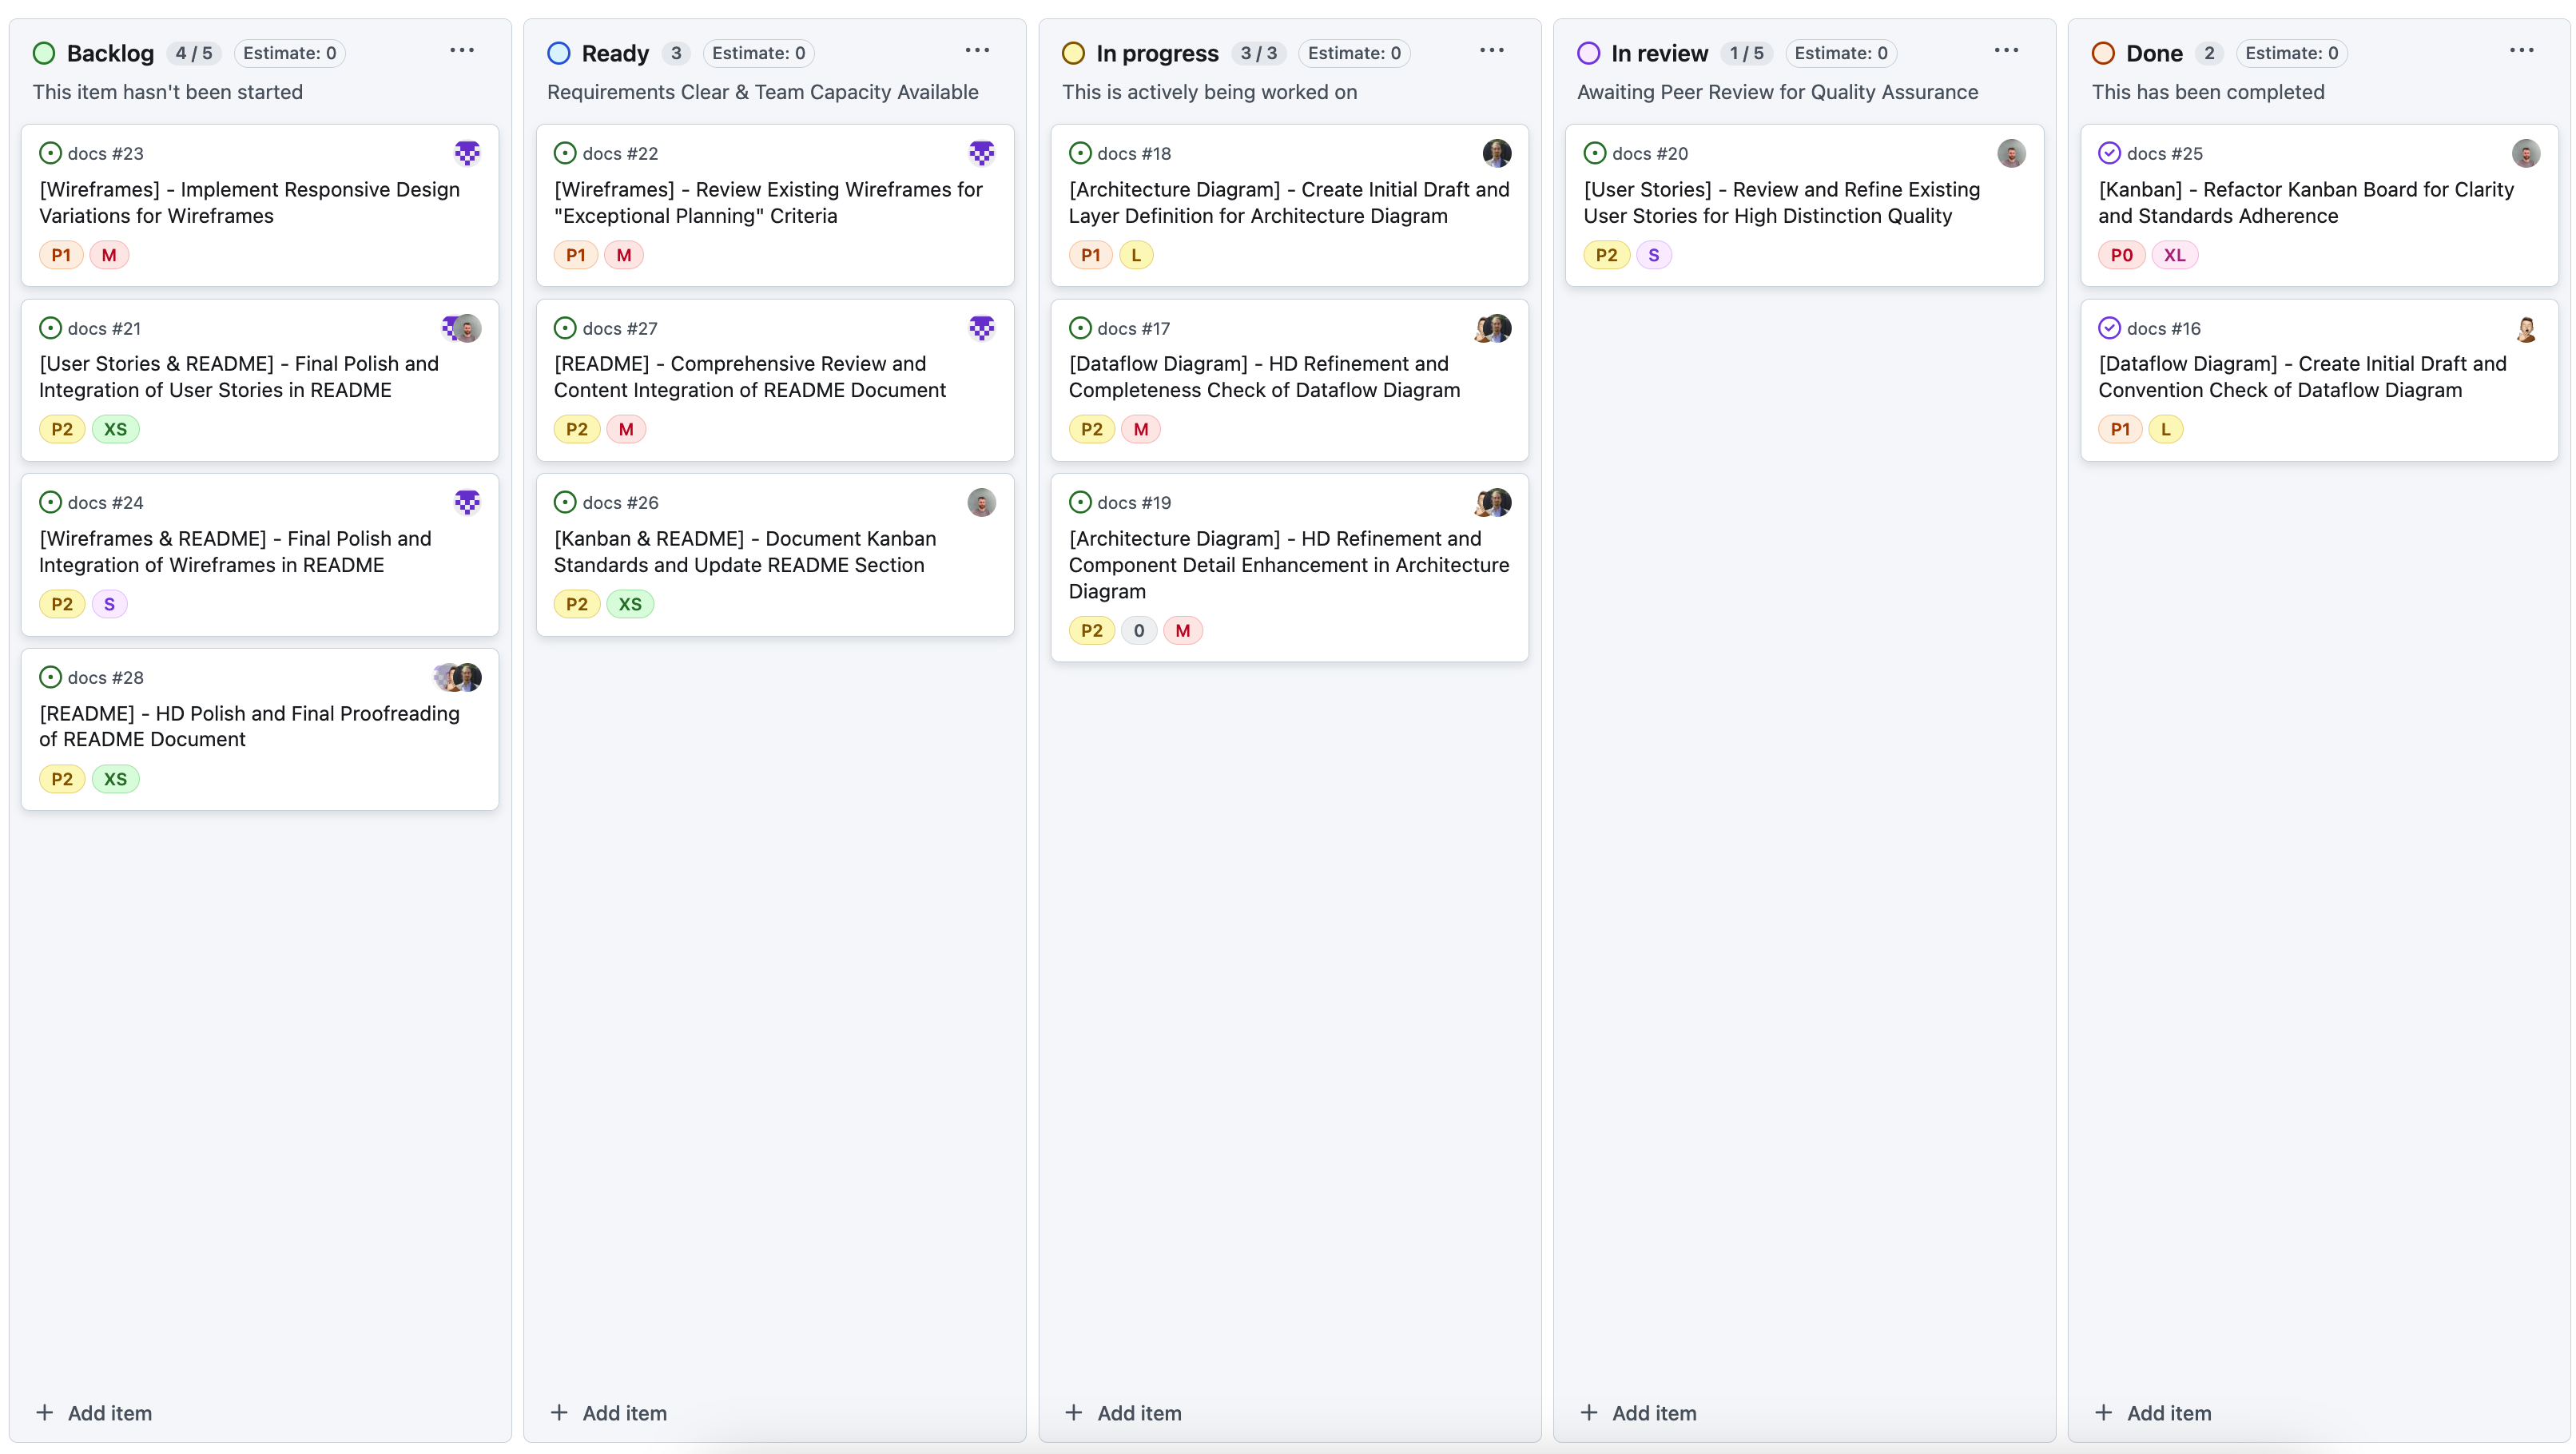 Backlog 4 / 5 Estimate: 0
This item hasn't been started
docs #23
[Wireframes] - Implement Responsive Design
Variations for Wireframes
P1 M
docs #21
[User Stories & README] - Final Polish and
Integration of User Stories in README
P2 XS
docs #24
[Wireframes & README] - Final Polish and
Integration of Wireframes in README
P2 S
docs #28
[README] - HD Polish and Final Proofreading
of README Document
P2 XS
+ Add item
Ready 3 Estimate: 0
Requirements Clear & Team Capacity Available
docs #22
[Wireframes] - Review Existing Wireframes for
"Exceptional Planning" Criteria
P1 M
docs #27
[README] - Comprehensive Review and
Content Integration of README Document
P2 M
docs #26
[Kanban & README] - Document Kanban
Standards and Update README Section
P2 XS
+ Add item
In progress 3 / 3 Estimate: 0
This is actively being worked on
docs #18
[Architecture Diagram] - Create Initial Draft and
Layer Definition for Architecture Diagram
P1 L
docs #17
[Dataflow Diagram] - HD Refinement and
Completeness Check of Dataflow Diagram
P2 M
docs #19
[Architecture Diagram] - HD Refinement and
Component Detail Enhancement in Architecture
Diagram
P2 0 M
+ Add item
In review 1 / 5 Estimate: 0
Awaiting Peer Review for Quality Assurance
docs #20
[User Stories] - Review and Refine Existing
User Stories for High Distinction Quality
P2 S
+ Add item
Done 2 Estimate: 0
This has been completed
docs #25
[Kanban] - Refactor Kanban Board for Clarity
and Standards Adherence
P0 XL
docs #16
[Dataflow Diagram] - Create Initial Draft and
Convention Check of Dataflow Diagram
P1 L
+ Add item